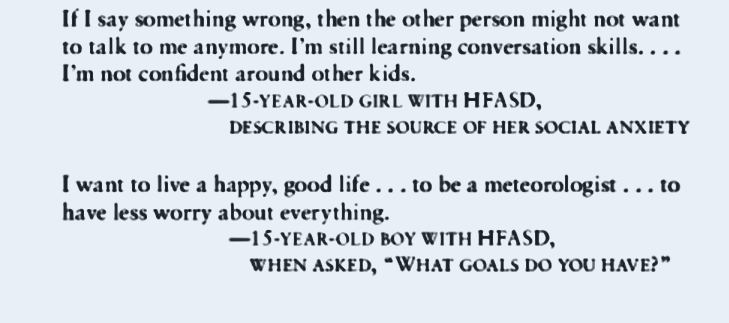 If I say something wrong, then the other person might not want
to talk to me anymore. I'm still learning conversation skills. . . .
I'm not confident around other kids.
—15-YEAR-OLD GIRL WITH HFASD,
DESCRIBING THE SOURCE OF HER SOCIAL ANXIETY
I want to live a happy, good life . . . to be a meteorologist . . . to
have less worry about everything.
—15-YEAR-OLD BOY WITH HFASD,
WHEN ASKED, "WHAT GOALS DO YOU HAVE?"